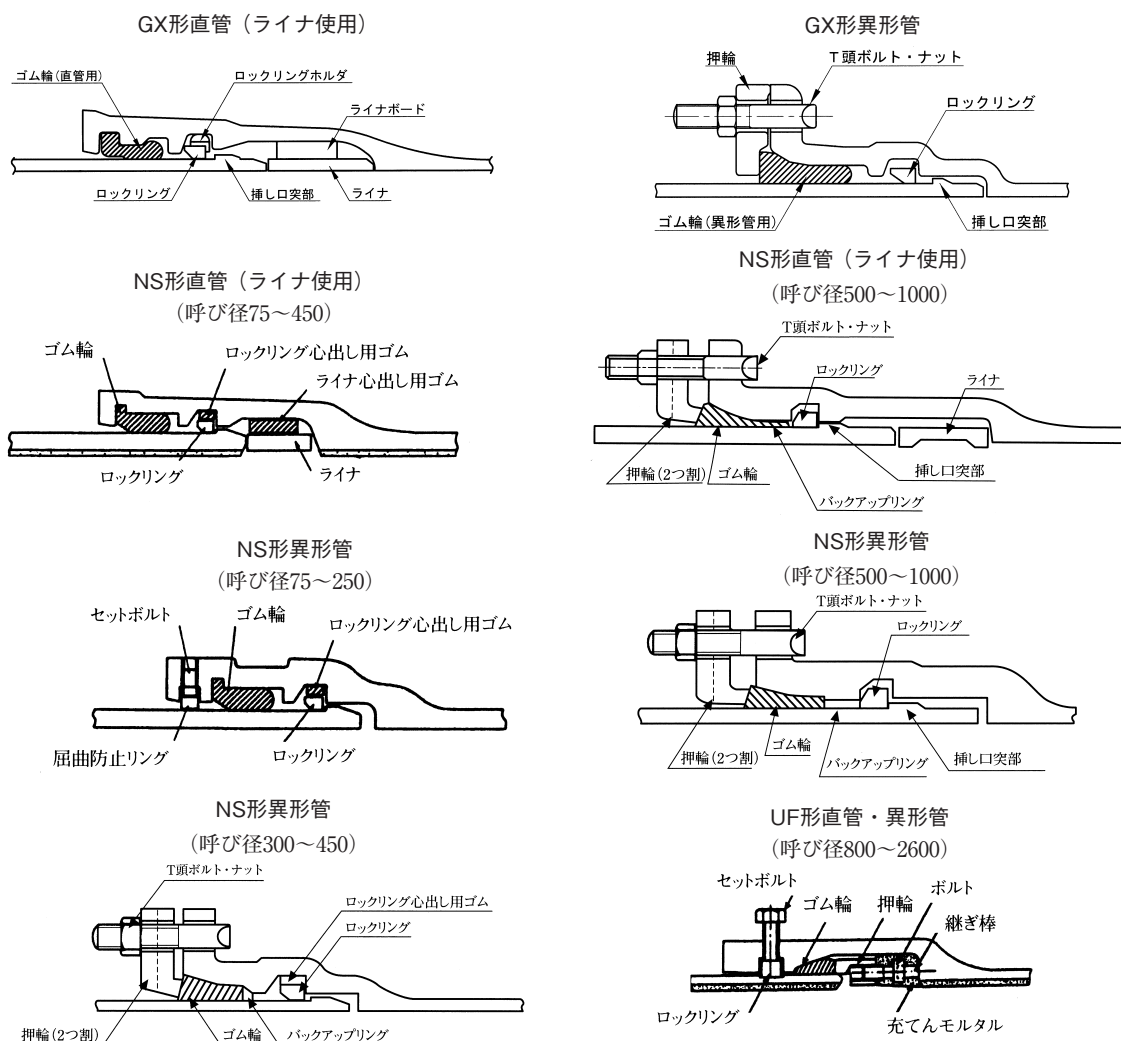 GX形直管（ライナ使用）
ゴム輪(直管用)
ロックリングホルダ
ライナボード
ロックリング
挿し口突部
ライナ
GX形異形管
押輪
T頭ボルト・ナット
ロックリング
ゴム輪(異形管用)
挿し口突部
NS形直管（ライナ使用）
（呼び径75～450）
ゴム輪
ロックリング心出し用ゴム
ライナ心出し用ゴム
ロックリング
ライナ
NS形直管（ライナ使用）
（呼び径500～1000）
T頭ボルト・ナット
ロックリング
ライナ
押輪(2つ割)
ゴム輪
挿し口突部
バックアップリング
NS形異形管
（呼び径75～250）
セットボルト
ゴム輪
ロックリング心出し用ゴム
屈曲防止リング
ロックリング
NS形異形管
（呼び径500～1000）
T頭ボルト・ナット
ロックリング
ゴム輪
押輪(2つ割)
バックアップリング
挿し口突部
NS形異形管
（呼び径300～450）
T頭ボルト・ナット
ロックリング心出し用ゴム
ロックリング
押輪(2つ割)
ゴム輪
バックアップリング
UF形直管・異形管
（呼び径800～2600）
セットボルト
ゴム輪
押輪
ボルト
継ぎ棒
ロックリング
充てんモルタル